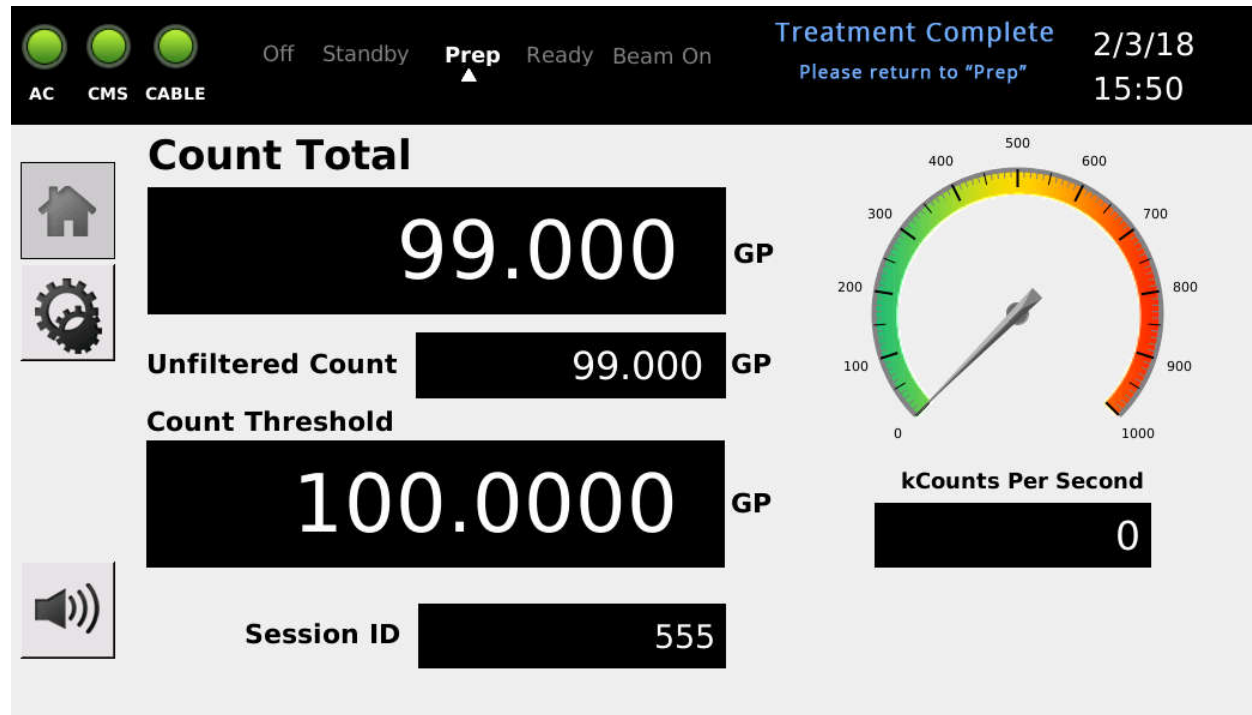 AC CMS CABLE
Off Standby Prep Ready Beam On
Treatment Complete
Please return to "Prep"
2/3/18
15:50
Count Total
99.000 GP
Unfiltered Count 99.000 GP
Count Threshold
100.0000 GP
Session ID 555
0 100 200 300 400 500 600 700 800 900 1000
kCounts Per Second
0